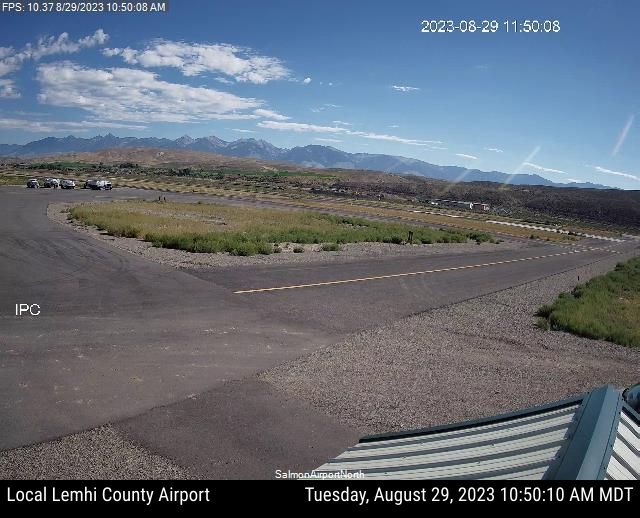 FPS: 10.37 8/29/2023 10:50:08 AM
2023-08-29 11:50:08
IPC
SalmonAirportNorth
Local Lemhi County Airport Tuesday, August 29, 2023 10:50:10 AM MDT